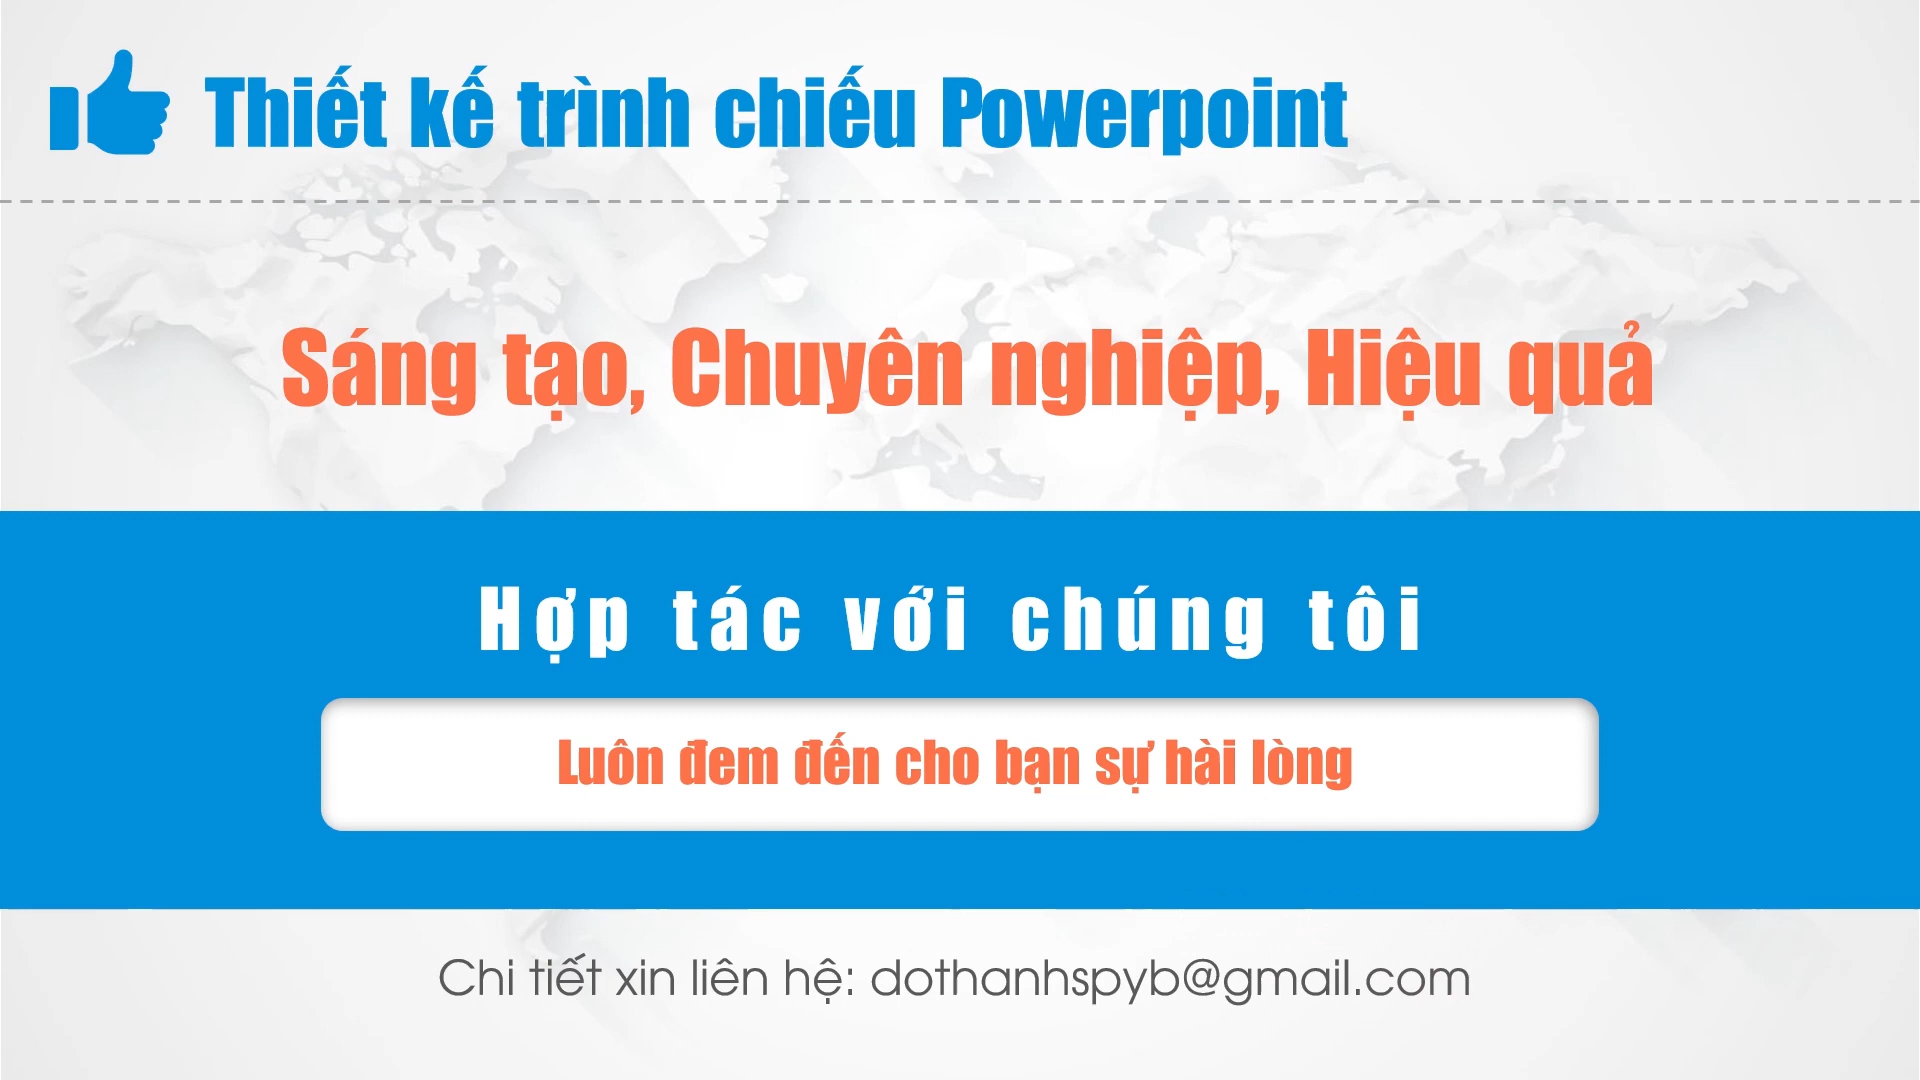 Thiết kế trình chiếu Powerpoint
Sáng tạo, Chuyên nghiệp, Hiệu quả
Hợp tác với chúng tôi
Luôn đem đến cho bạn sự hài lòng
Chi tiết xin liên hệ: dothanhspyb@gmail.com